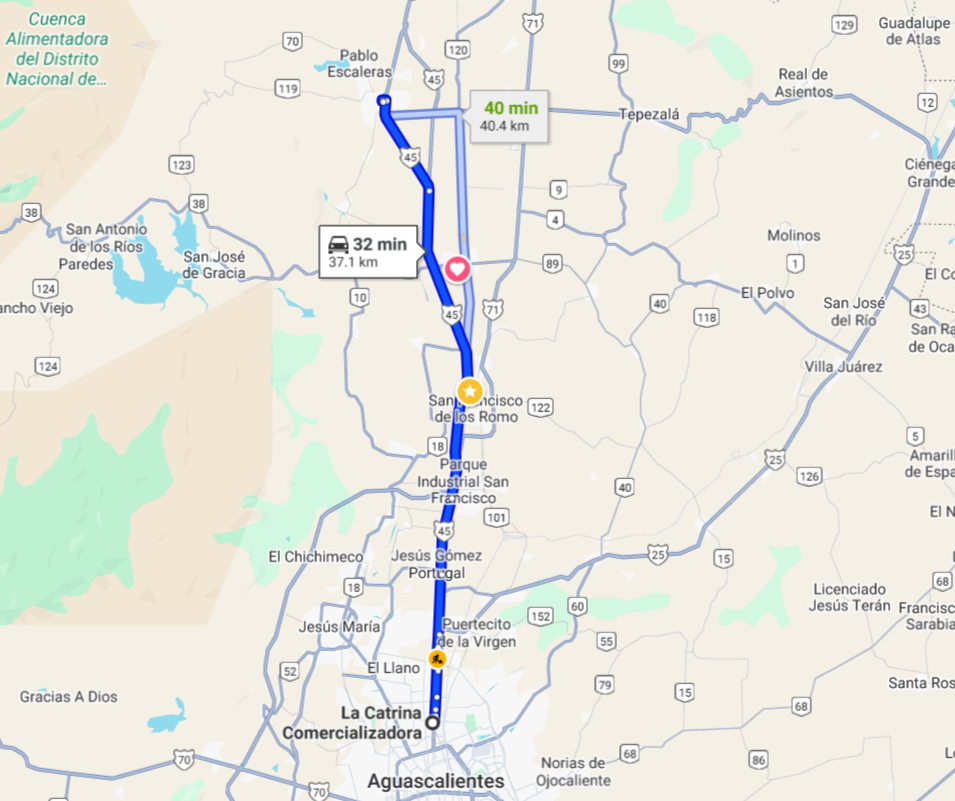 Cuenca
Alimentadora
del Distrito
Nacional de...
70
Pablo
Escaleras
119
45
120
71
99
129
Guadalupe
de Atlas
Real de
Asientos
12
40 min
40.4 km
Tepezalá
45
123
38
38
Ciénega
Grande
9
4
San Antonio
de los Ríos
Paredes
San José
de Gracia
32 min
37.1 km
89
Molinos
1
25
El Co
124
ancho Viejo
10
45
71
40
118
El Polvo
San José
del Río
43
San Ra
de Oca
124
Villa Juárez
San Francisco
de los Romo
122
18
Parque
Industrial San
Francisco
40
25
126
5
Amaril
de Espa
101
45
El N
El Chichimeco
Jesús Gómez
Portugal
25
15
18
152
60
Licenciado
Jesús Terán
68
Francisc
Sarabia
Jesús María
Puertecito
de la Virgen
55
52
El Llano
79
15
68
Santa Ros
Gracias A Dios
La Catrina
Comercializadora
70
70
Aguascalientes
Norias de
Ojocaliente
68
86
Lo